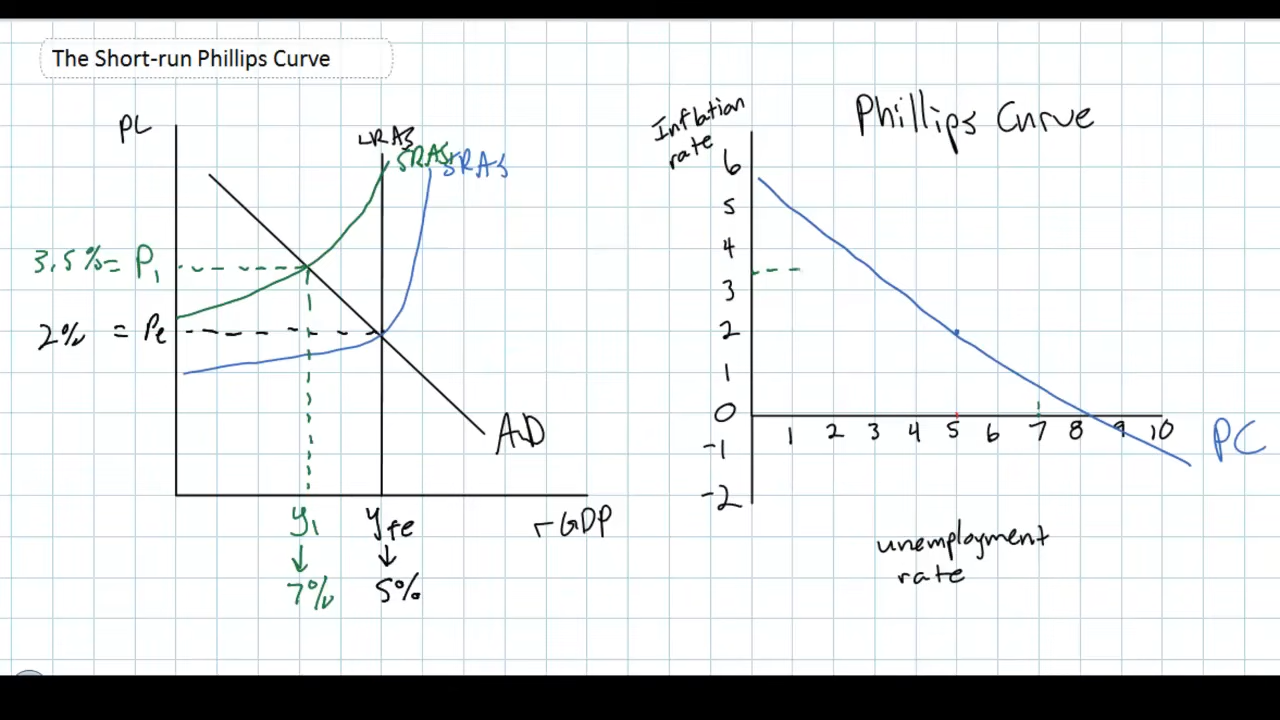 The Short-run Phillips Curve
PL
LRAS
SRAS1
SRAS
3.5% = P1
2% = Pe
AD
y1
yfe
rGDP
7%
5%
Phillips Curve
Inflation
rate
6
5
4
3
2
1
0
-1
-2
1 2 3 4 5 6 7 8 9 10
PC
unemployment
rate